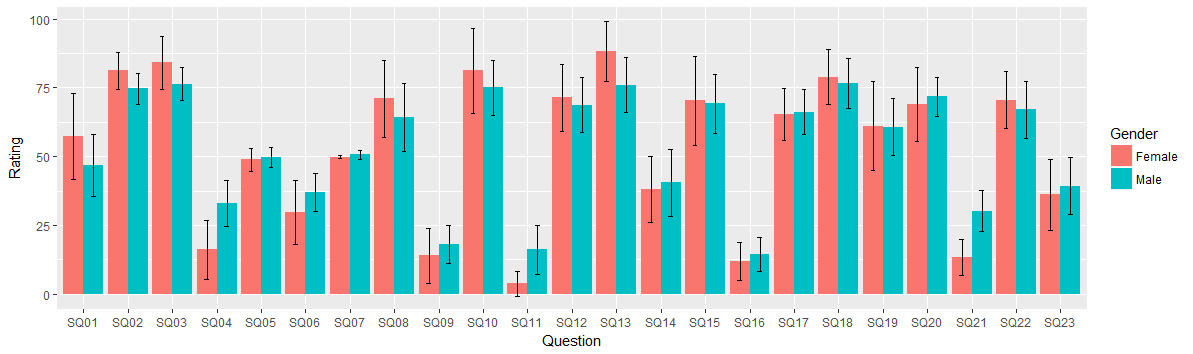 100
75
50
25
0
Rating
SQ01 SQ02 SQ03 SQ04 SQ05 SQ06 SQ07 SQ08 SQ09 SQ10 SQ11 SQ12 SQ13 SQ14 SQ15 SQ16 SQ17 SQ18 SQ19 SQ20 SQ21 SQ22 SQ23
Question
Gender
Female
Male